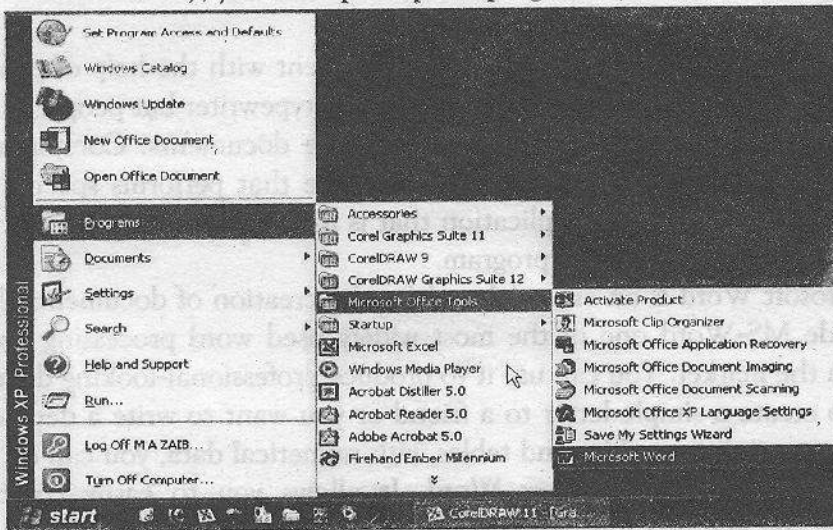 Set Program Access and Defaults
Windows Catalog
Windows Update
New Office Document
Open Office Document
Programs
Documents
Settings
Search
Help and Support
Run...
Log Off M A ZAIB...
Turn Off Computer...
Windows XP Professional
Accessories
Corel Graphics Suite 11
CorelDRAW 9
CorelDRAW Graphics Suite 12
Microsoft Office Tools
Startup
Microsoft Excel
Windows Media Player
Acrobat Distiller 5.0
Acrobat Reader 5.0
Adobe Acrobat 5.0
Firehand Ember Millennium
Activate Product
Microsoft Clip Organizer
Microsoft Office Application Recovery
Microsoft Office Document Imaging
Microsoft Office Document Scanning
Microsoft Office XP Language Settings
Save My Settings Wizard
Microsoft Word
start
CorelDRAW 11 - [Gra...